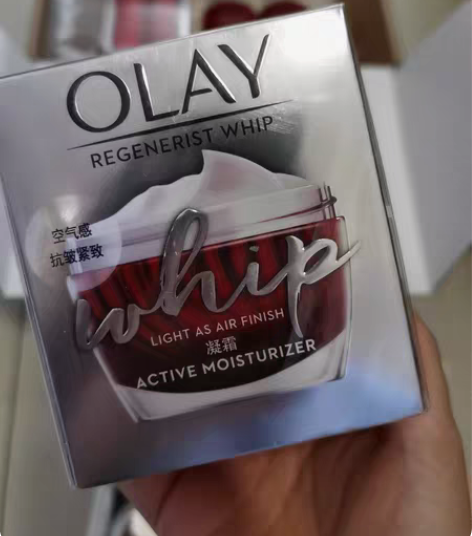 OLAY
REGENERIST WHIP
空气感
抗皱紧致
whip
LIGHT AS AIR FINISH
凝霜
ACTIVE MOISTURIZER